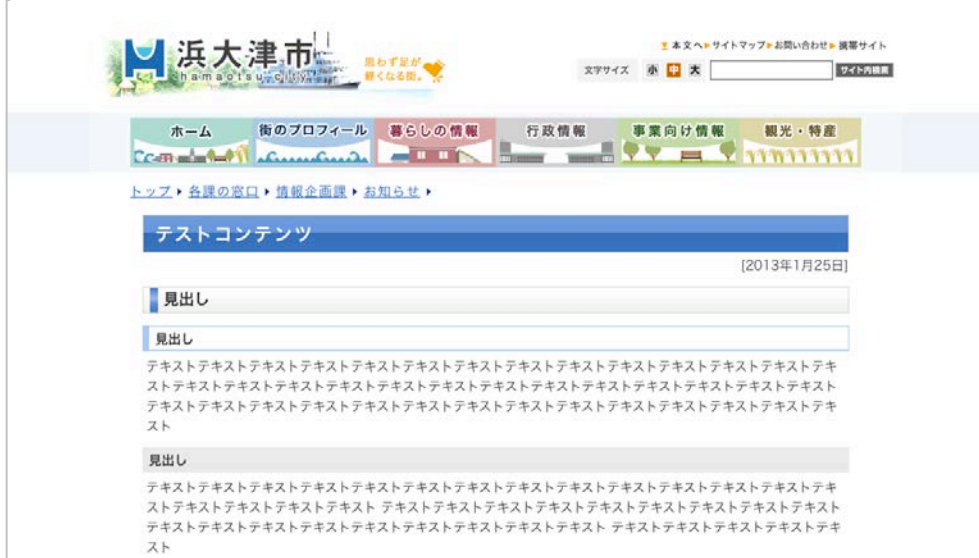 本文へ サイトマップ お問い合わせ 携帯サイト
浜大津市
hamaotsu city
思わず足が
軽くなる街。
文字サイズ 小 中 大 サイト内検索
ホーム 街のプロフィール 暮らしの情報 行政情報 事業向け情報 観光・特産
トップ 各課の窓口 情報企画課 お知らせ
テストコンテンツ
[2013年1月25日]
見出し
見出し
テキストテキストテキストテキストテキストテキストテキストテキストテキストテキストテキストテキストテキストテキ
ストテキストテキストテキストテキストテキストテキストテキストテキストテキストテキストテキストテキストテキスト
テキストテキストテキストテキストテキストテキストテキストテキストテキストテキストテキストテキストテキストテキ
スト
見出し
テキストテキストテキストテキストテキストテキストテキストテキストテキストテキストテキストテキストテキストテキ
ストテキストテキストテキストテキスト テキストテキストテキストテキストテキストテキストテキストテキストテキスト
テキストテキストテキストテキストテキストテキストテキストテキストテキスト テキストテキストテキストテキストテキ
スト